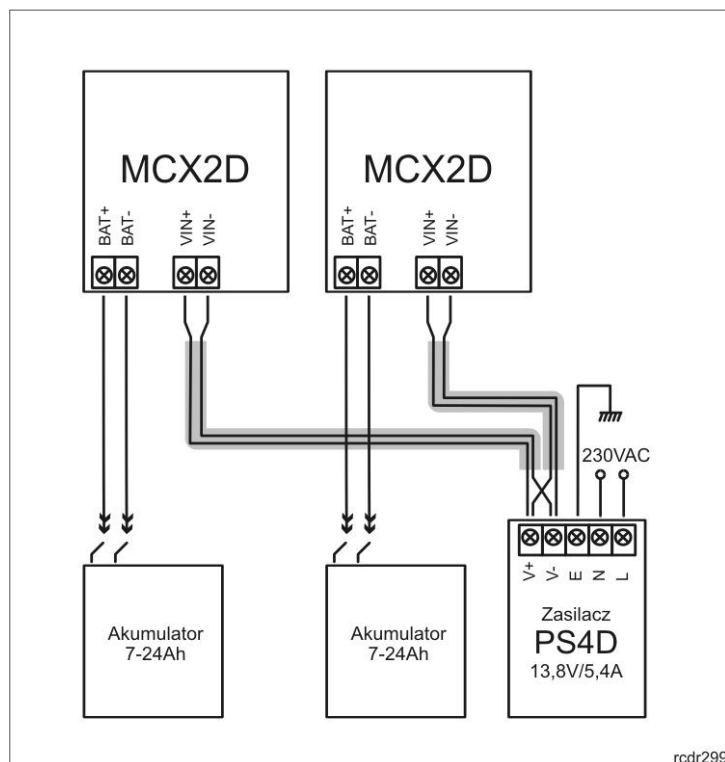 MCX2D
MCX2D
BAT+
BAT-
VIN+
VIN-
BAT+
BAT-
VIN+
VIN-
230VAC
V+
V-
E
N
L
Akumulator
7-24Ah
Akumulator
7-24Ah
Zasilacz
PS4D
13,8V/5,4A
rcdr299